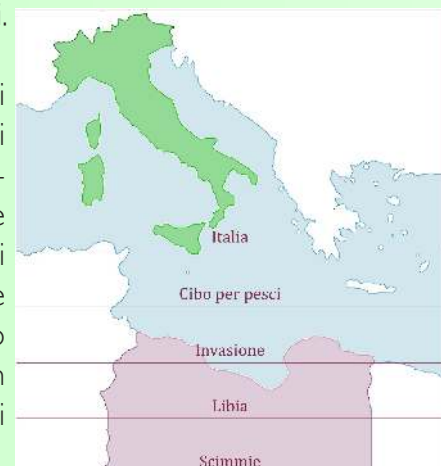 Italia
Cibo per pesci
Invasione
Libia
Scimmie